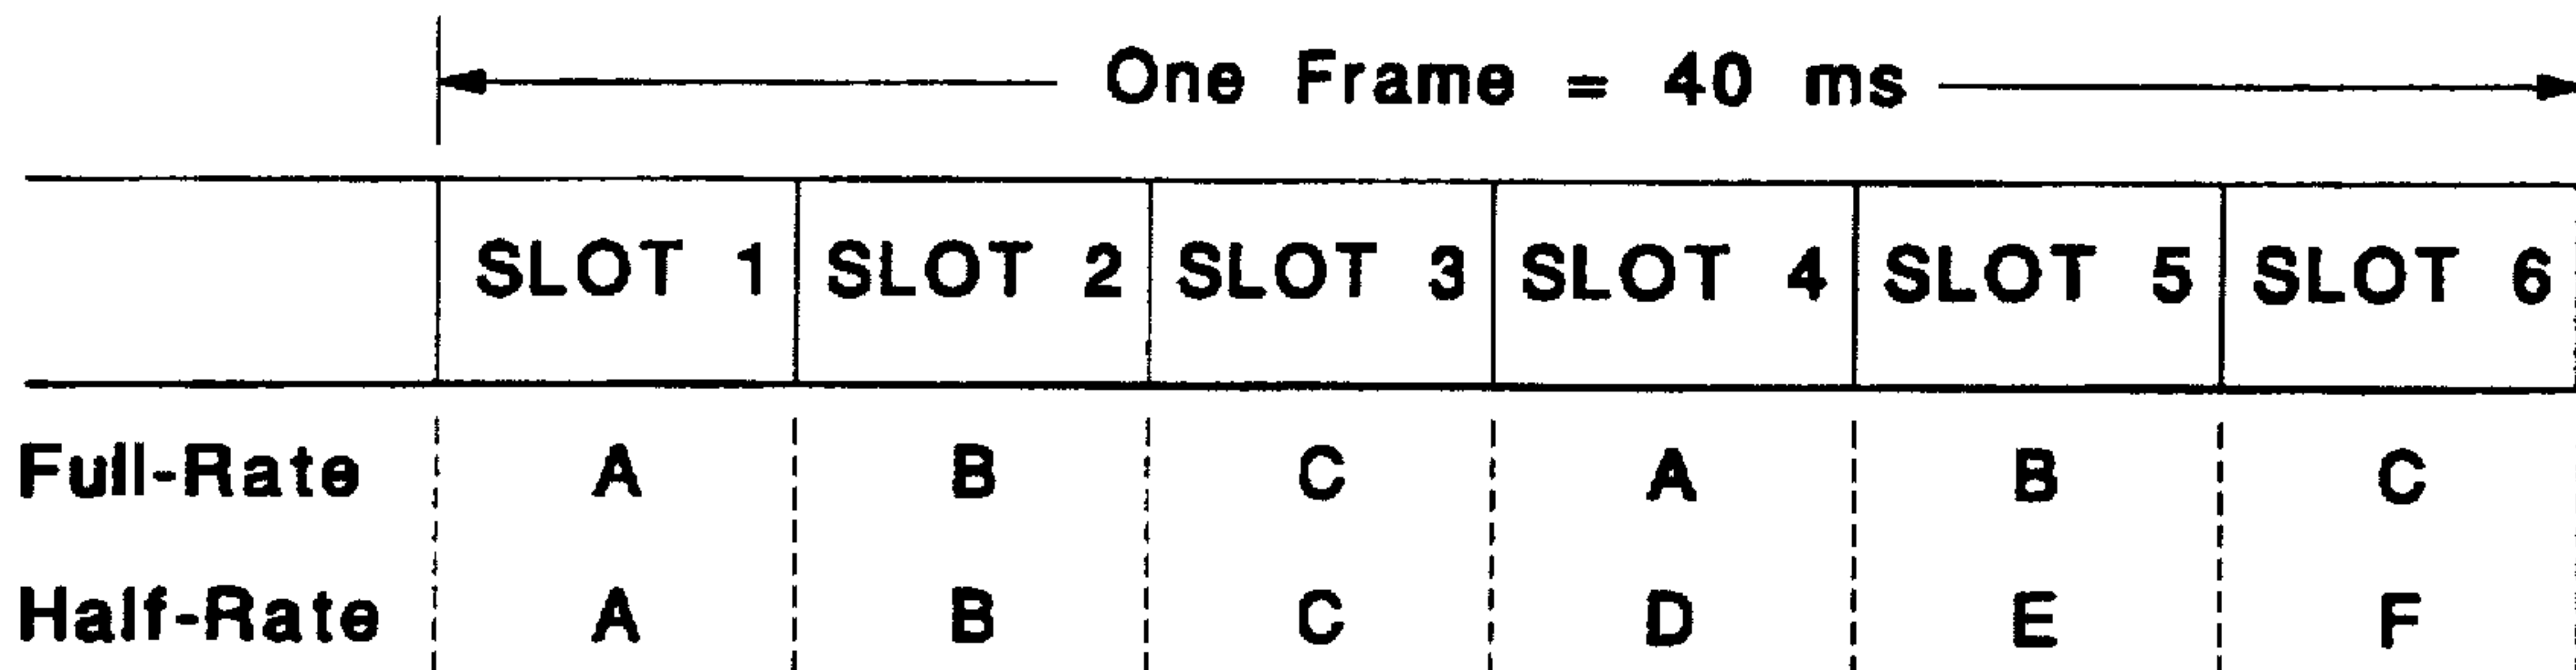 One Frame = 40 ms
SLOT 1 SLOT 2 SLOT 3 SLOT 4 SLOT 5 SLOT 6
Full-Rate A B C A B C
Half-Rate A B C D E F